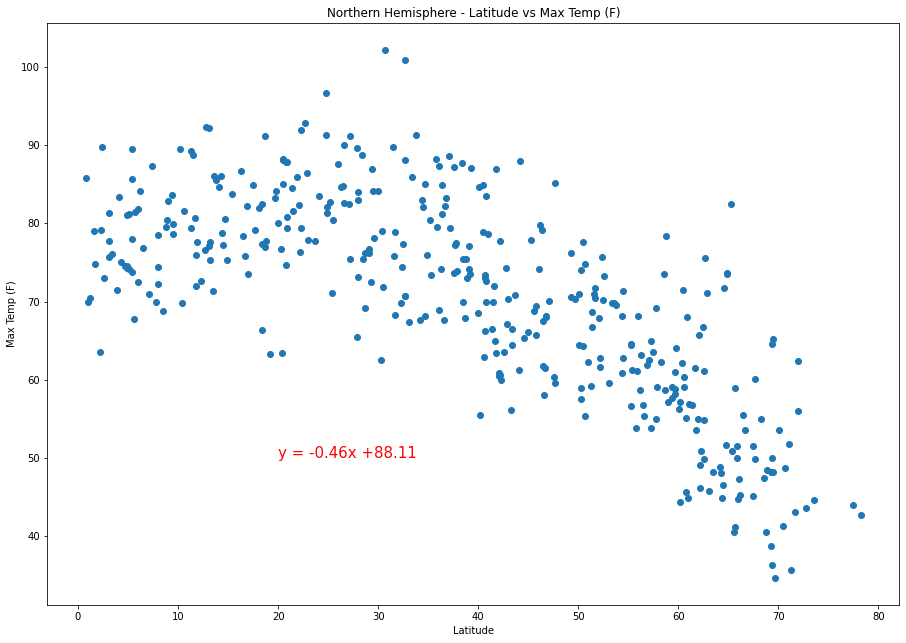 Northern Hemisphere - Latitude vs Max Temp (F)
100
90
80
70
60
50
40
Max Temp (F)
y = -0.46x +88.11
0 10 20 30 40 50 60 70 80
Latitude